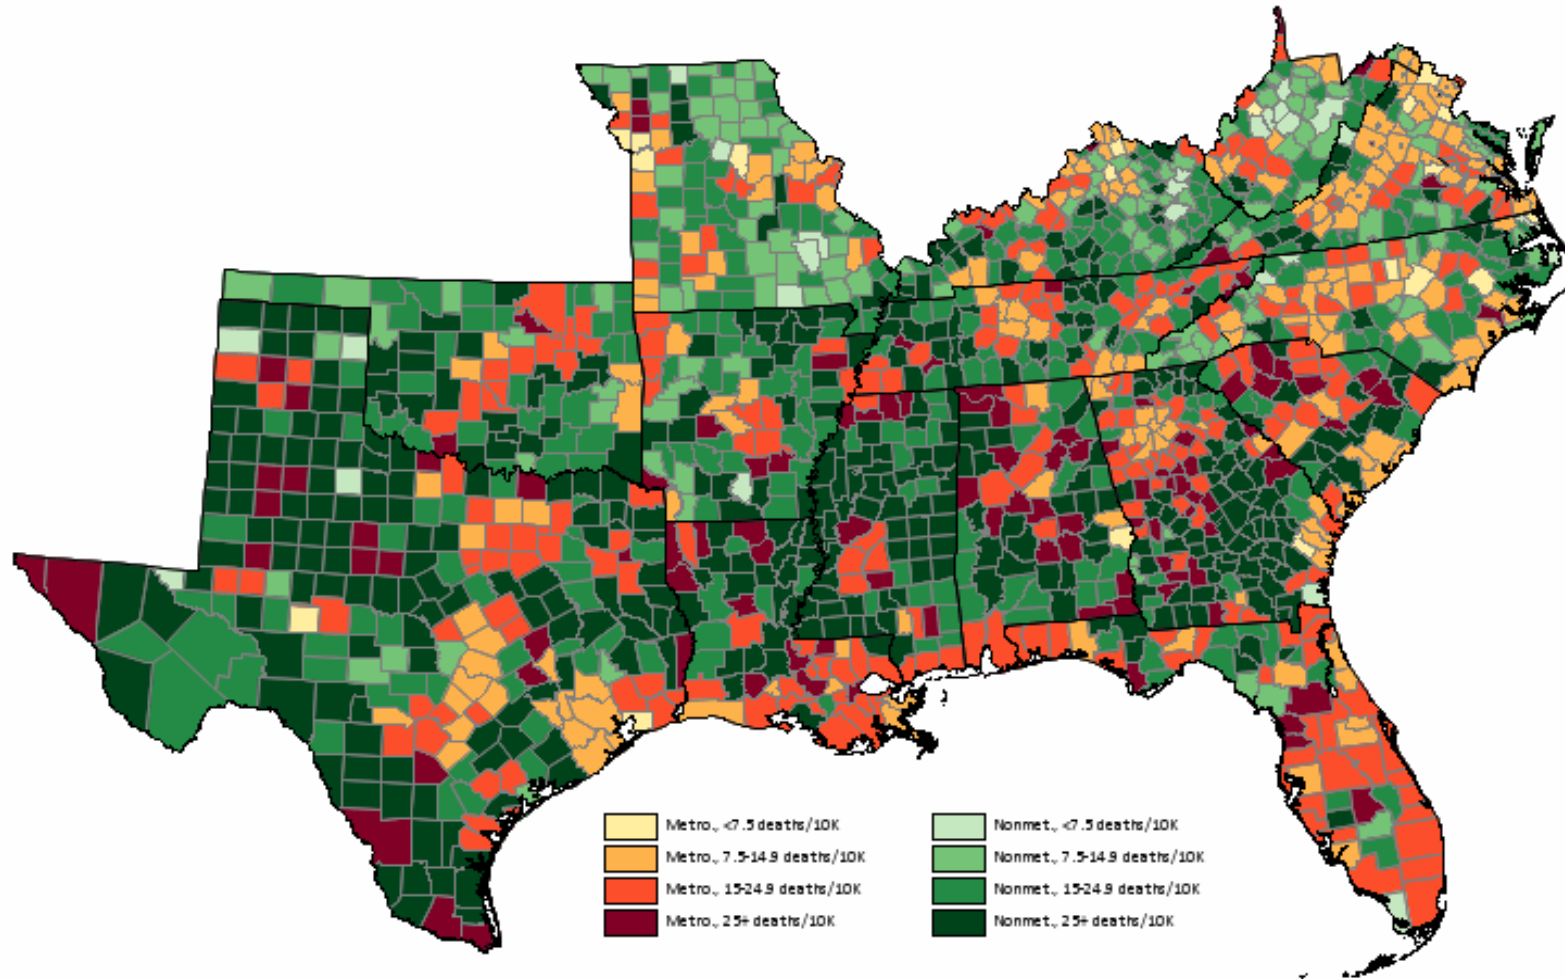 Metro., <7.5 deaths/10K
Metro., 7.5-14.9 deaths/10K
Metro., 15-24.9 deaths/10K
Metro., 25+ deaths/10K
Nonmet., <7.5 deaths/10K
Nonmet., 7.5-14.9 deaths/10K
Nonmet., 15-24.9 deaths/10K
Nonmet., 25+ deaths/10K